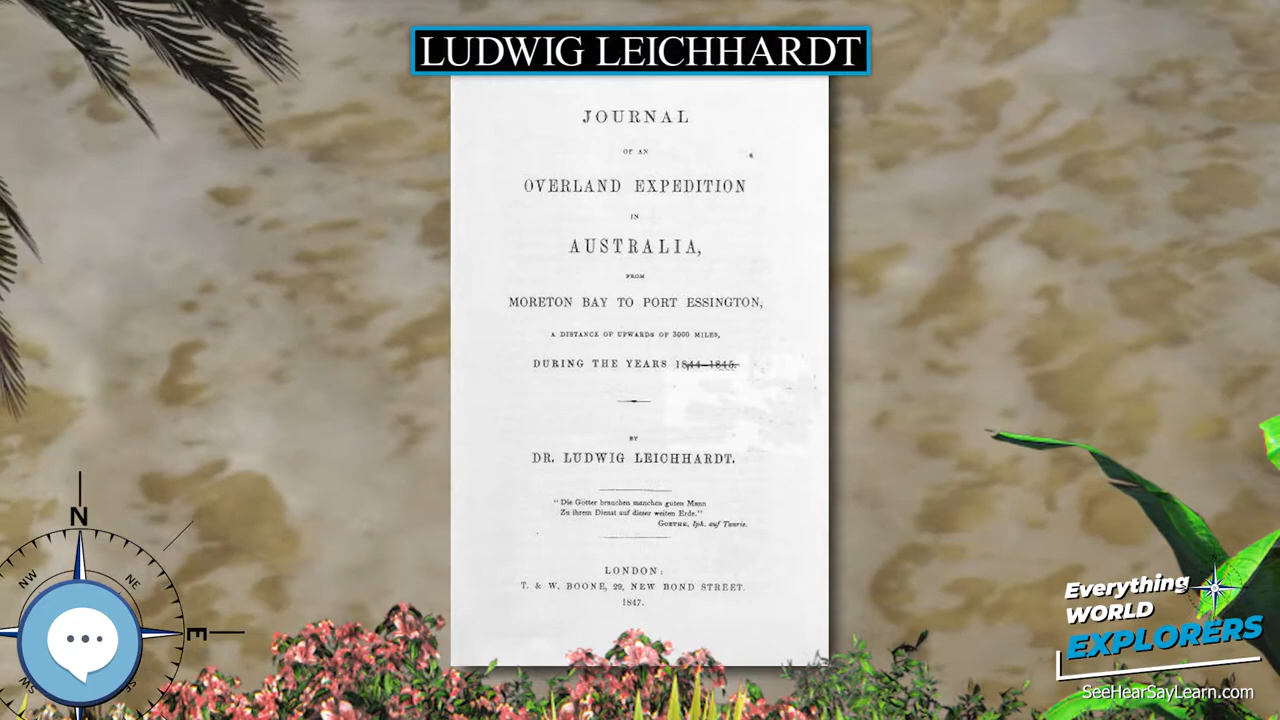 LUDWIG LEICHHARDT
JOURNAL
OF AN
OVERLAND EXPEDITION
IN
AUSTRALIA,
FROM
MORETON BAY TO PORT ESSINGTON,
A DISTANCE OF UPWARDS OF 3000 MILES,
DURING THE YEARS 1844–1845.
BY
DR. LUDWIG LEICHHARDT.
"Die Götter brauchen manchen guten Mann
Zu ihrem Dienst auf dieser weiten Erde."
GOETHE, Iph. auf Tauris.
LONDON:
T. & W. BOONE, 29, NEW BOND STREET.
1847.
N
NW
NE
E
SW
SE
Everything
WORLD
EXPLORERS
SeeHearSayLearn.com